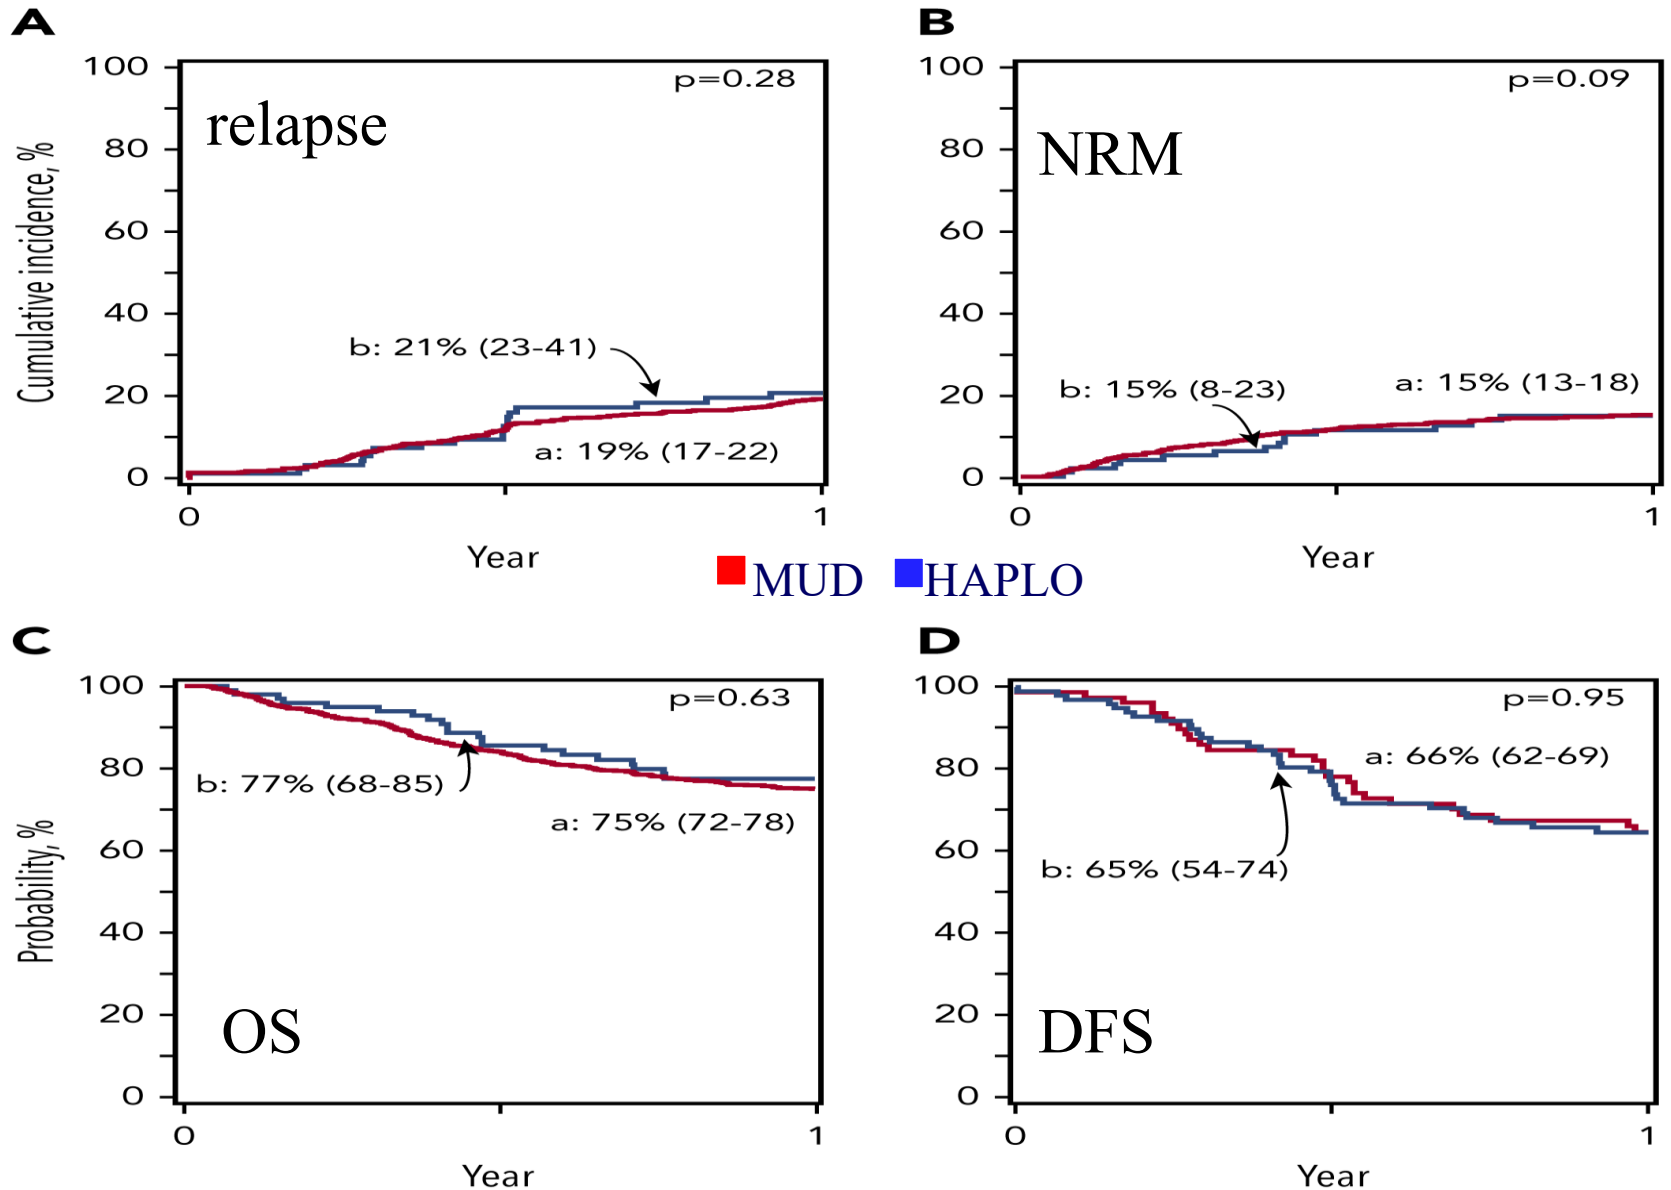 A
Cumulative incidence, %
100
80
60
40
20
0
relapse
p=0.28
b: 21% (23-41)
a: 19% (17-22)
0
1
Year
B
100
80
60
40
20
0
NRM
p=0.09
b: 15% (8-23)
a: 15% (13-18)
0
1
Year
MUD HAPLO
C
Probability, %
100
80
60
40
20
0
p=0.63
b: 77% (68-85)
a: 75% (72-78)
OS
0
1
Year
D
100
80
60
40
20
0
p=0.95
a: 66% (62-69)
b: 65% (54-74)
DFS
0
1
Year